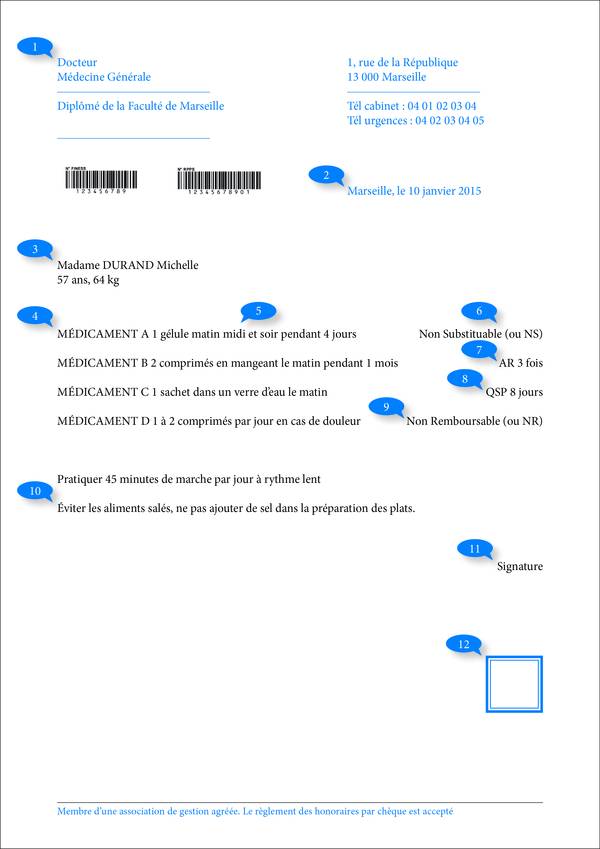 1
Docteur
Médecine Générale
Diplômé de la Faculté de Marseille
1, rue de la République
13 000 Marseille
Tél cabinet : 04 01 02 03 04
Tél urgences : 04 02 03 04 05
N° FINESS
123456789
N° RPPS
12345678901
2
Marseille, le 10 janvier 2015
3
Madame DURAND Michelle
57 ans, 64 kg
4
5
6
MÉDICAMENT A 1 gélule matin midi et soir pendant 4 jours Non Substituable (ou NS)
7
MÉDICAMENT B 2 comprimés en mangeant le matin pendant 1 mois AR 3 fois
8
MÉDICAMENT C 1 sachet dans un verre d'eau le matin QSP 8 jours
9
MÉDICAMENT D 1 à 2 comprimés par jour en cas de douleur Non Remboursable (ou NR)
Pratiquer 45 minutes de marche par jour à rythme lent
10
Éviter les aliments salés, ne pas ajouter de sel dans la préparation des plats.
11
Signature
12
Membre d'une association de gestion agréée. Le règlement des honoraires par chèque est accepté